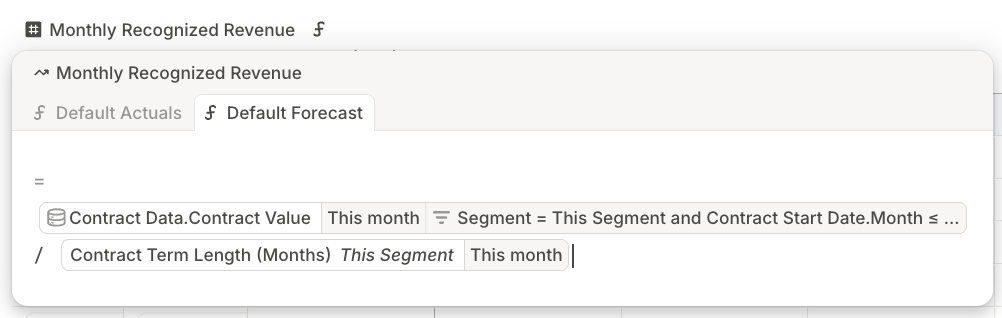 Monthly Recognized Revenue
Monthly Recognized Revenue
Default Actuals Default Forecast
=
Contract Data.Contract Value This month Segment = This Segment and Contract Start Date.Month ≤ ...
/ Contract Term Length (Months) This Segment This month